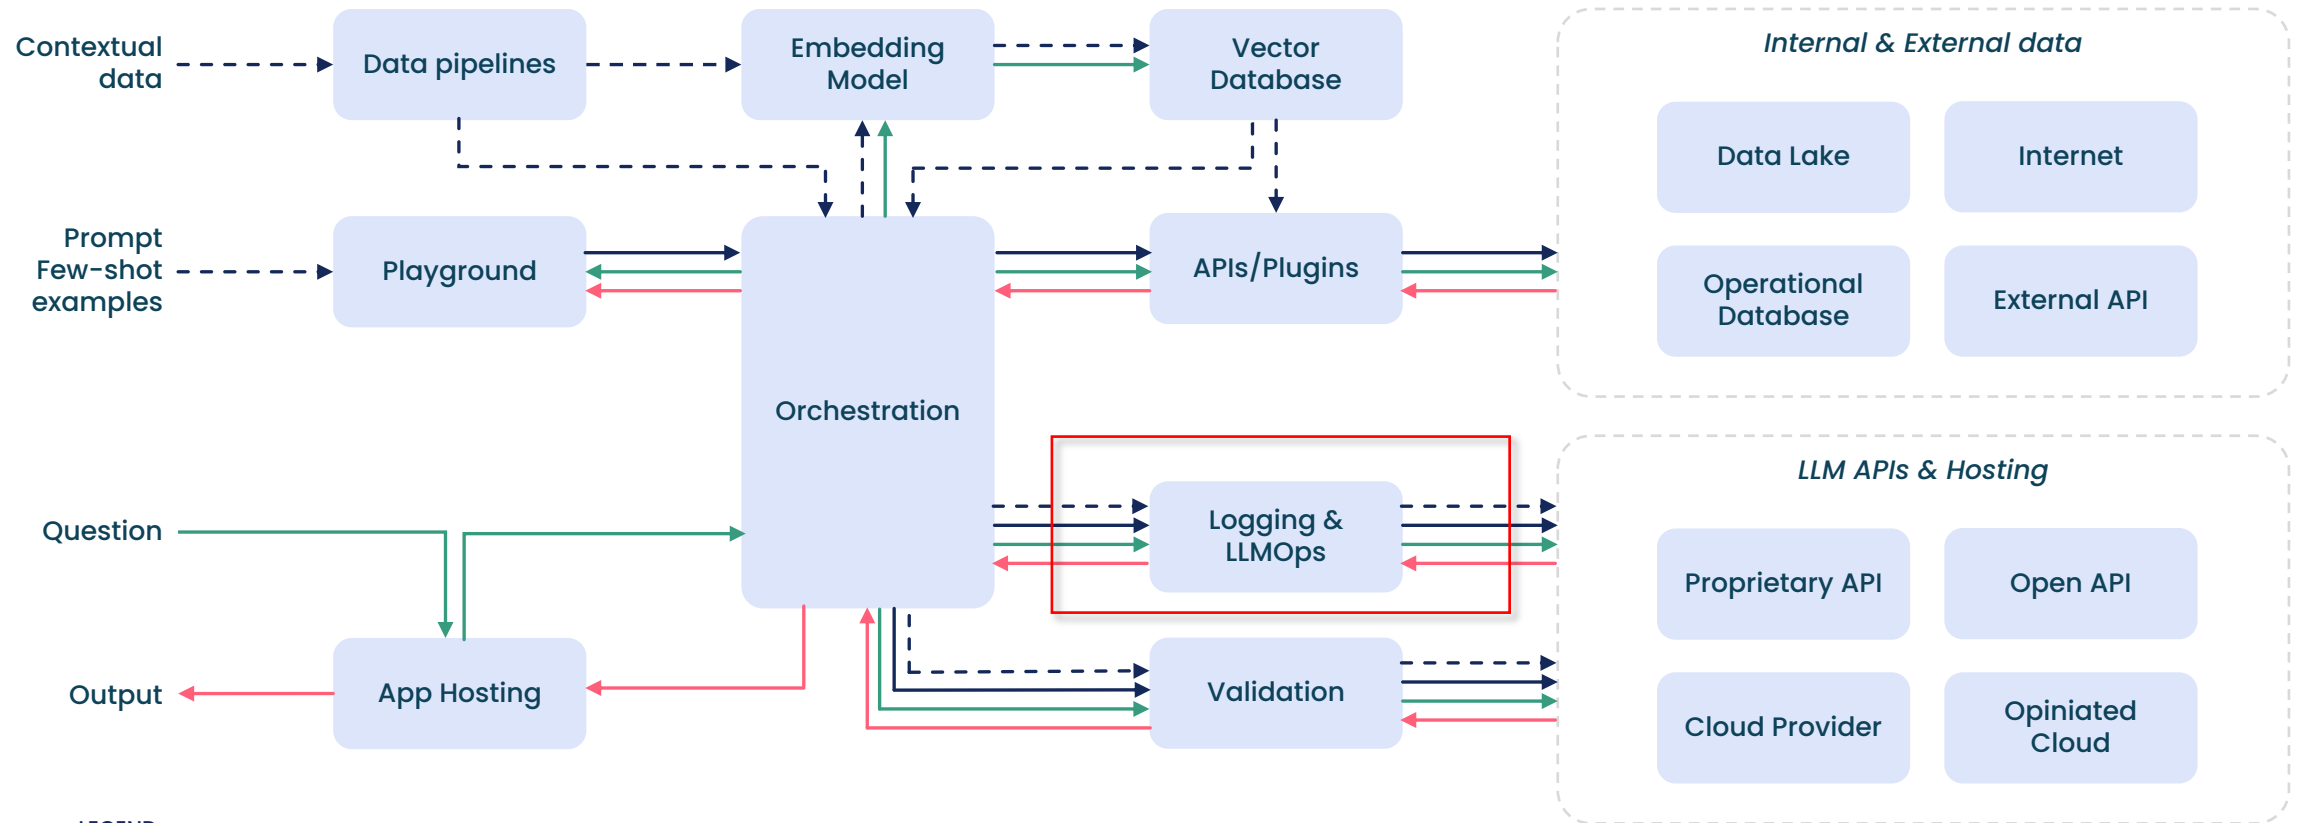 Contextual
data
Data pipelines
Embedding
Model
Vector
Database
Internal & External data
Data Lake
Internet
Operational
Database
External API
Prompt
Few-shot
examples
Playground
Orchestration
APIs/Plugins
LLM APIs & Hosting
Logging &
LLMOps
Proprietary API
Open API
Question
Output
App Hosting
Validation
Cloud Provider
Opiniated
Cloud
LEGEND